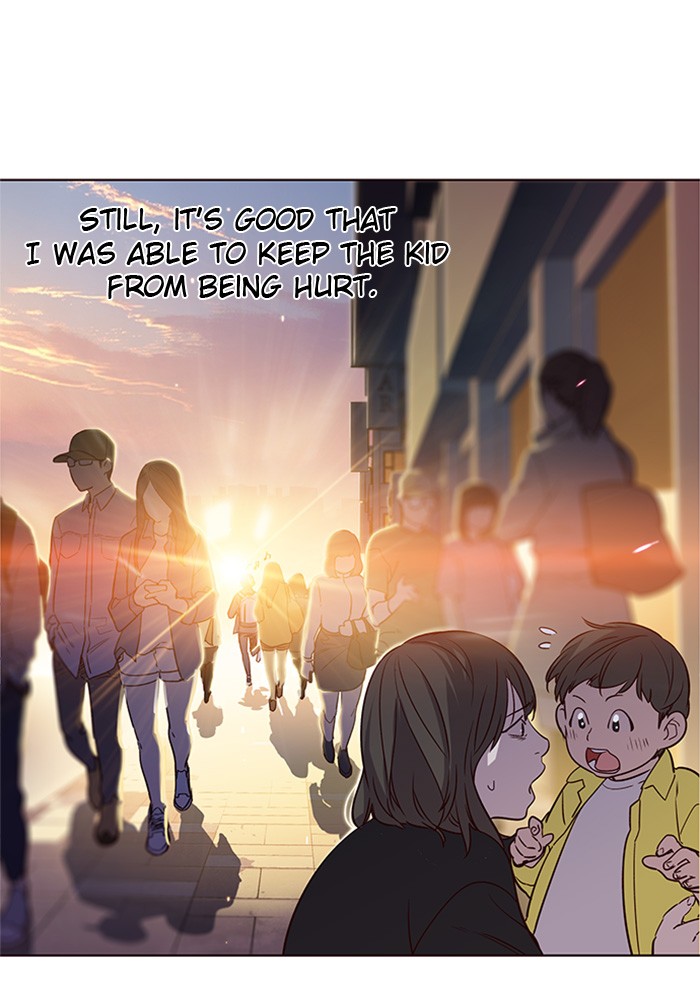 STILL, IT'S GOOD THAT
I WAS ABLE TO KEEP THE KID
FROM BEING HURT.